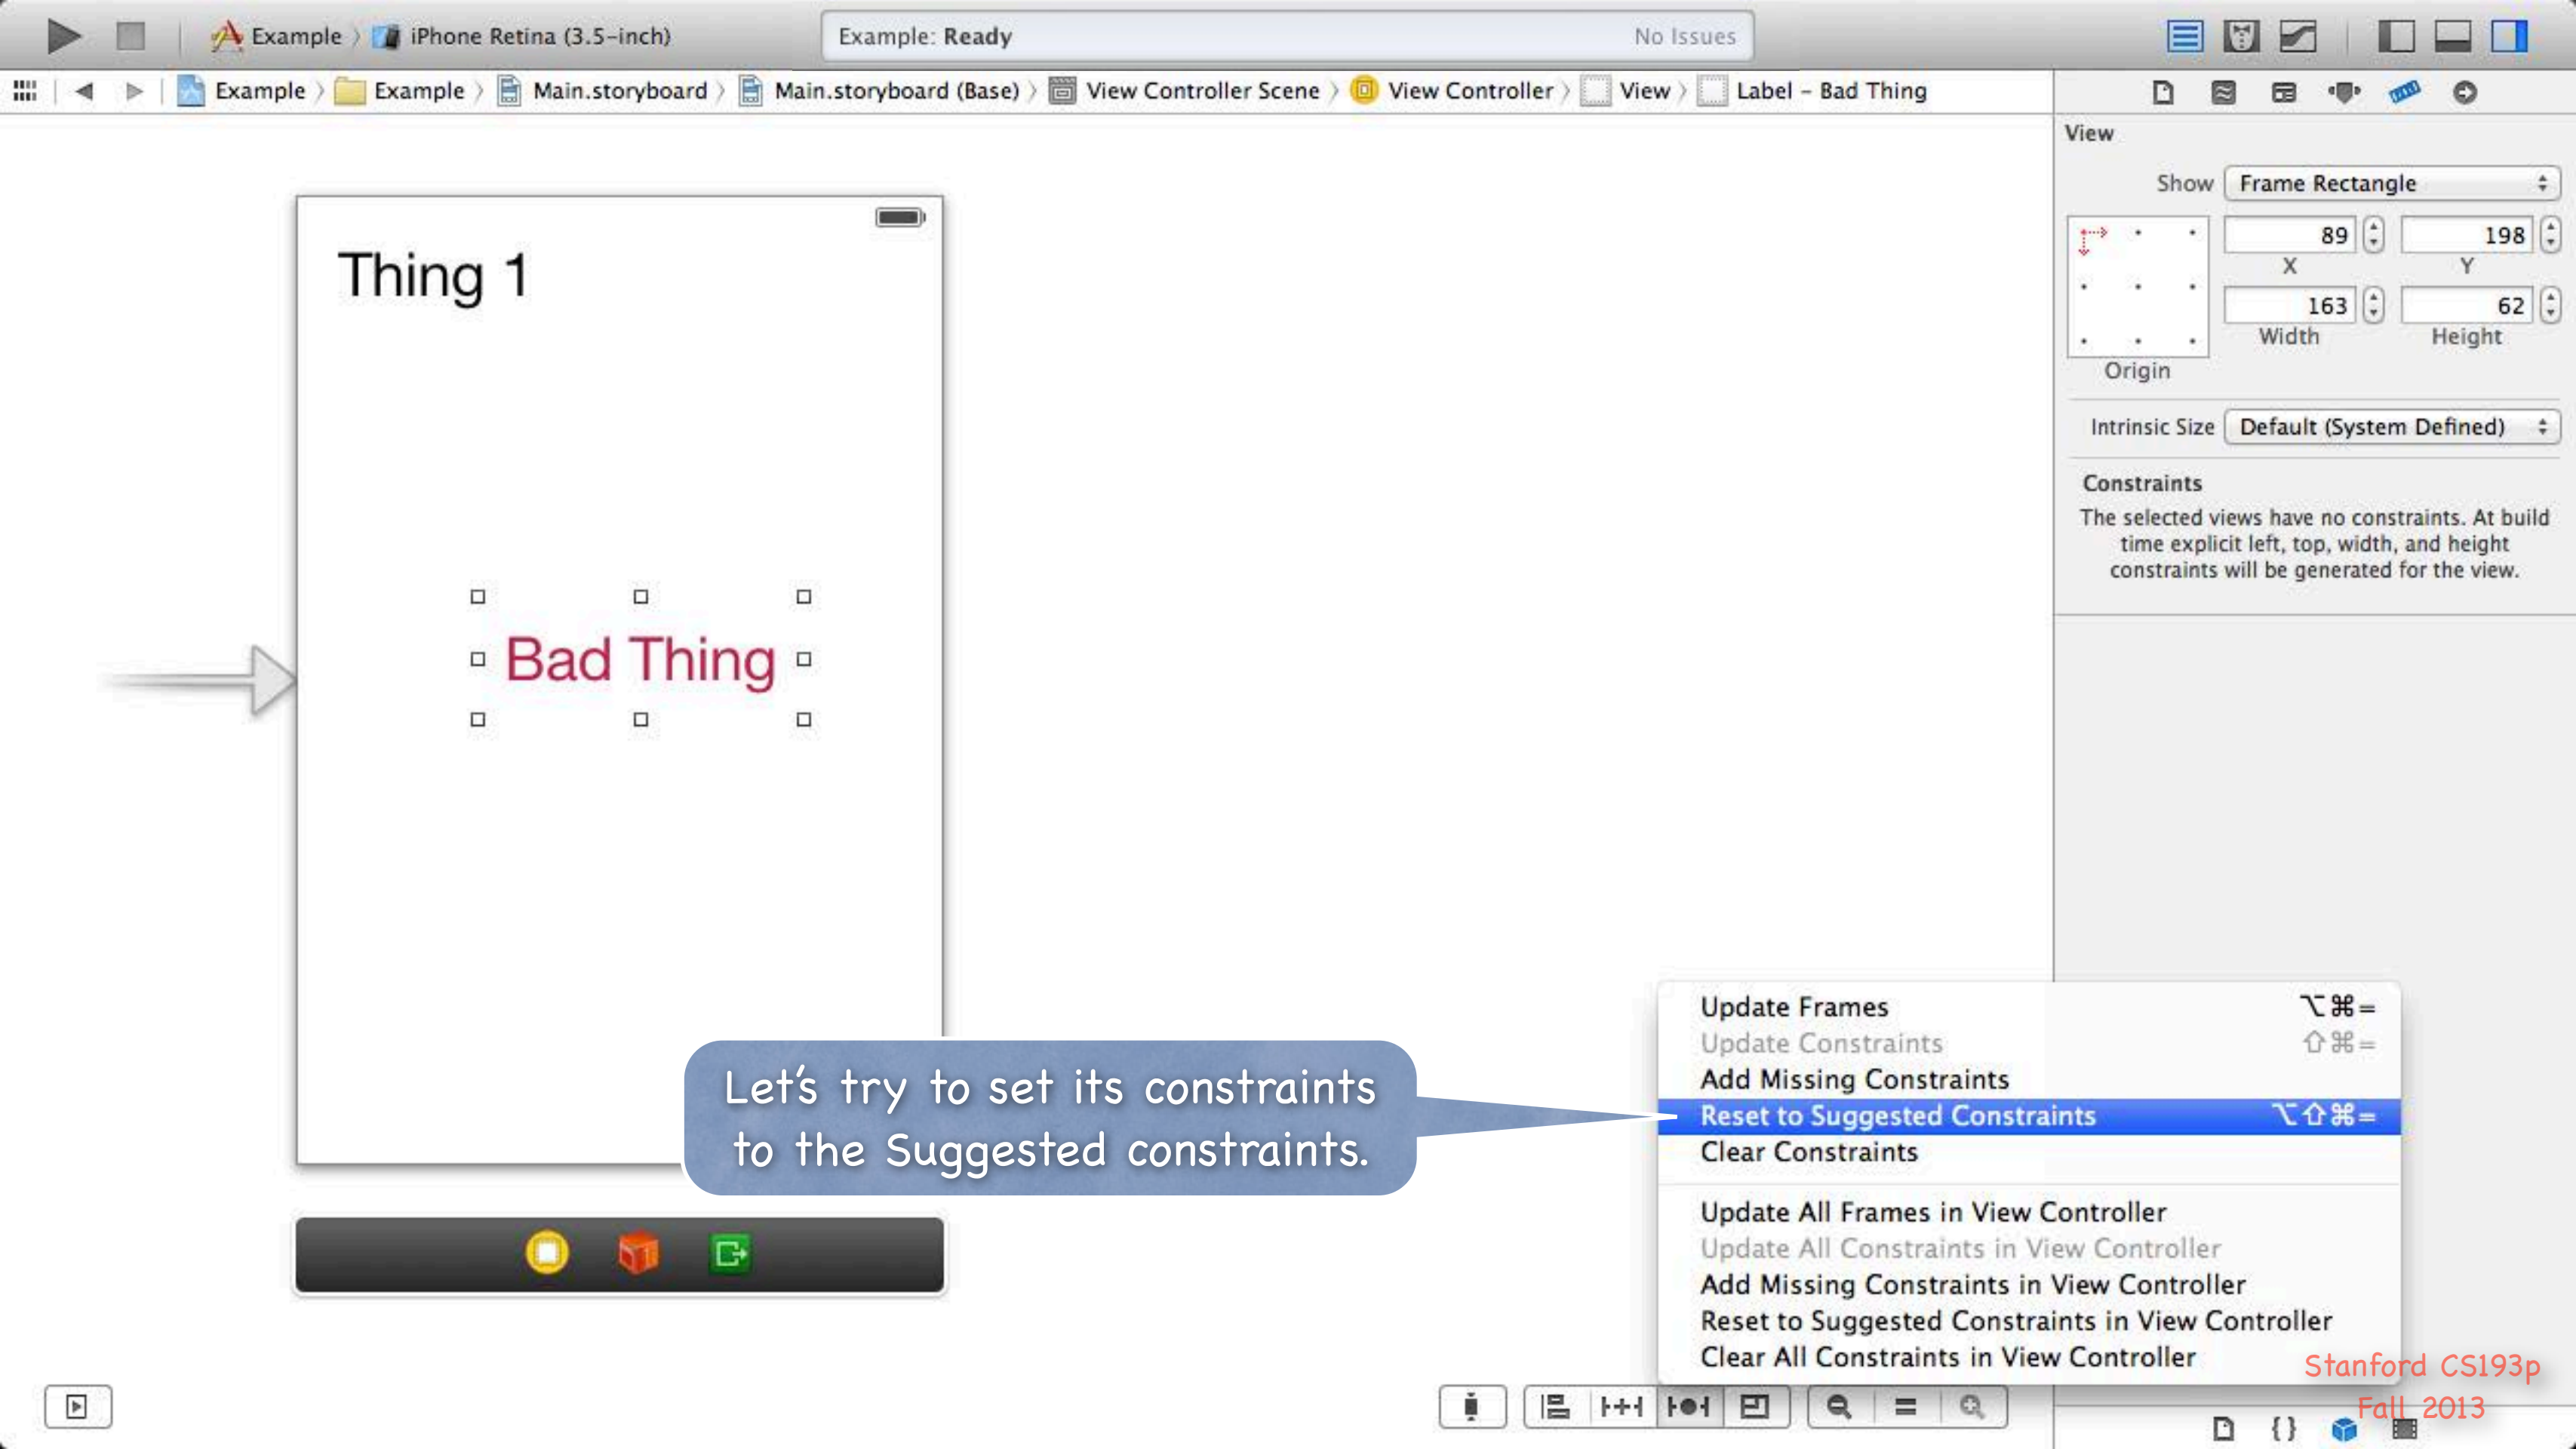 Example > iPhone Retina (3.5-inch)
Example: Ready
No Issues
Example > Example > Main.storyboard > Main.storyboard (Base) > View Controller Scene > View Controller > View > Label – Bad Thing
View
Show Frame Rectangle
89 198
X Y
163 62
Width Height
Origin
Intrinsic Size Default (System Defined)
Constraints
The selected views have no constraints. At build
time explicit left, top, width, and height
constraints will be generated for the view.
Thing 1
Bad Thing
Let's try to set its constraints
to the Suggested constraints.
Update Frames ⌥⌘=
Update Constraints ⇧⌘=
Add Missing Constraints
Reset to Suggested Constraints ⌥⇧⌘=
Clear Constraints
Update All Frames in View Controller
Update All Constraints in View Controller
Add Missing Constraints in View Controller
Reset to Suggested Constraints in View Controller
Clear All Constraints in View Controller
Stanford CS193p
Fall 2013
{}